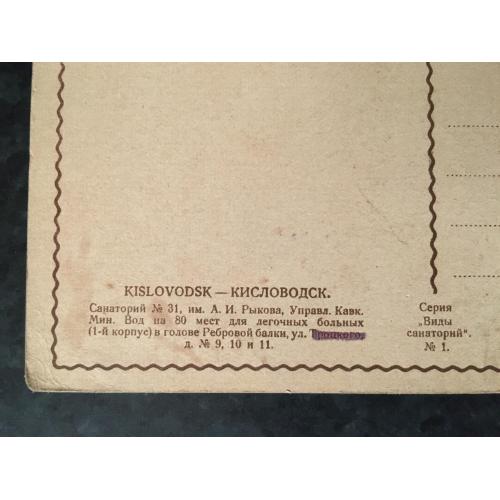 KISLOVODSK — КИСЛОВОДСК.
Санаторий № 31, им. А. И. Рыкова, Управл. Кавк.
Мин. Вод на 80 мест для легочных больных
(1-й корпус) в голове Ребровой балки, ул. Троцкого,
д. № 9, 10 и 11.
Серия
„Виды
санаторий".
№ 1.